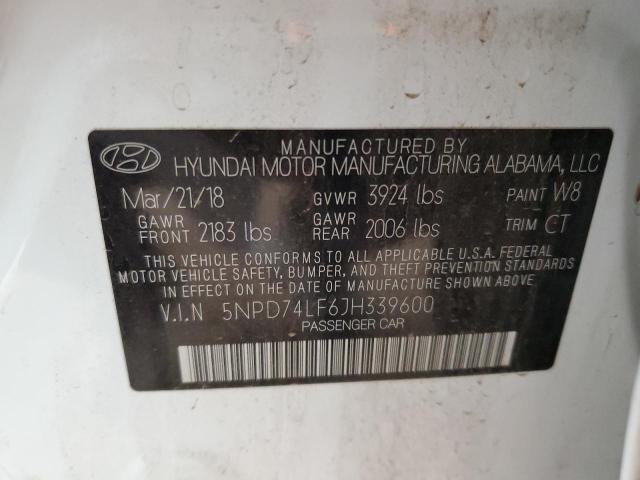 MANUFACTURED BY
HYUNDAI MOTOR MANUFACTURING ALABAMA, LLC
Mar/21/18 GVWR 3924 lbs PAINT W8
GAWR FRONT 2183 lbs GAWR REAR 2006 lbs TRIM CT
THIS VEHICLE CONFORMS TO ALL APPLICABLE U.S.A. FEDERAL
MOTOR VEHICLE SAFETY, BUMPER, AND THEFT PREVENTION STANDARDS
IN EFFECT ON THE DATE OF MANUFACTURE SHOWN ABOVE.
V.I.N 5NPD74LF6JH339600
PASSENGER CAR